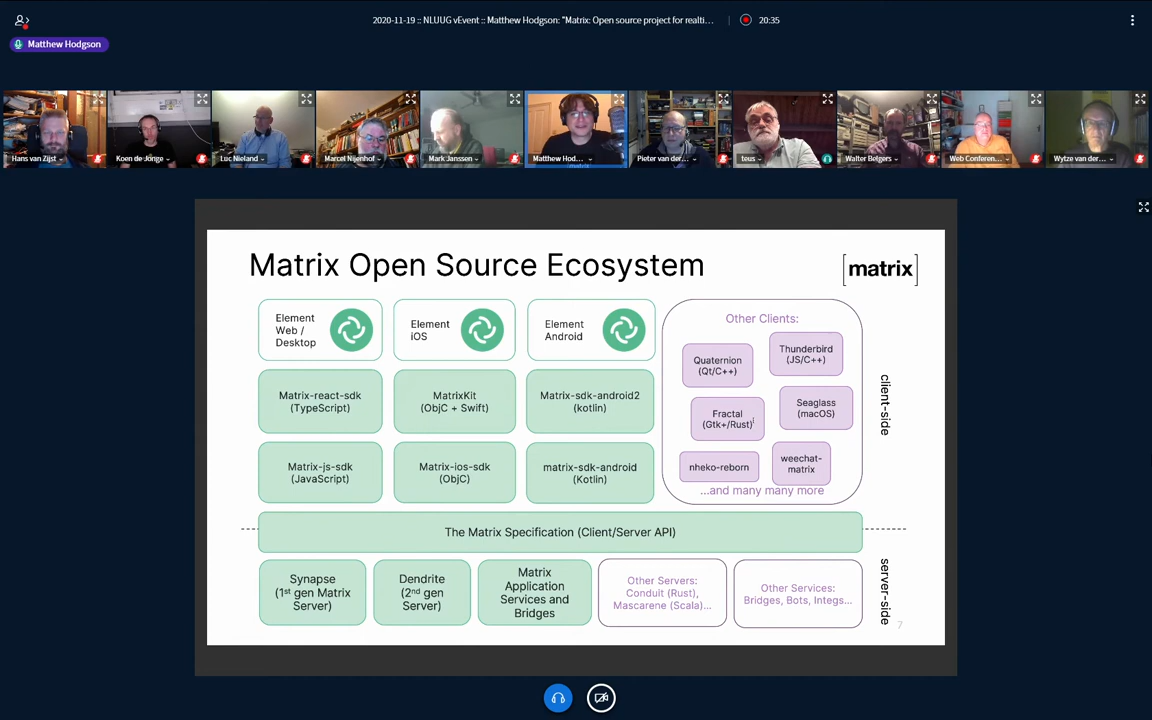 2020-11-19 :: NLUUG vEvent :: Matthew Hodgson: "Matrix: Open source project for realti…
20:35
Matthew Hodgson
Hans van Zijst
Koen de Jonge
Luc Nieland
Marcel Nijenhof
Mark Janssen
Matthew Hod...
Pieter van der...
teus
Walter Belgers
Web Conferen...
Wytze van der...
Matrix Open Source Ecosystem
[matrix]
Element
Web /
Desktop
Element
iOS
Element
Android
Other Clients:
Quaternion
(Qt/C++)
Thunderbird
(JS/C++)
Fractal
(Gtk+/Rust)
Seaglass
(macOS)
nheko-reborn
weechat-
matrix
...and many many more
Matrix-react-sdk
(TypeScript)
MatrixKit
(ObjC + Swift)
Matrix-sdk-android2
(kotlin)
Matrix-js-sdk
(JavaScript)
Matrix-ios-sdk
(ObjC)
matrix-sdk-android
(Kotlin)
client-side
The Matrix Specification (Client/Server API)
Synapse
(1st gen Matrix
Server)
Dendrite
(2nd gen
Server)
Matrix
Application
Services and
Bridges
Other Servers:
Conduit (Rust),
Mascarene (Scala)...
Other Services:
Bridges, Bots, Integs...
server-side
7